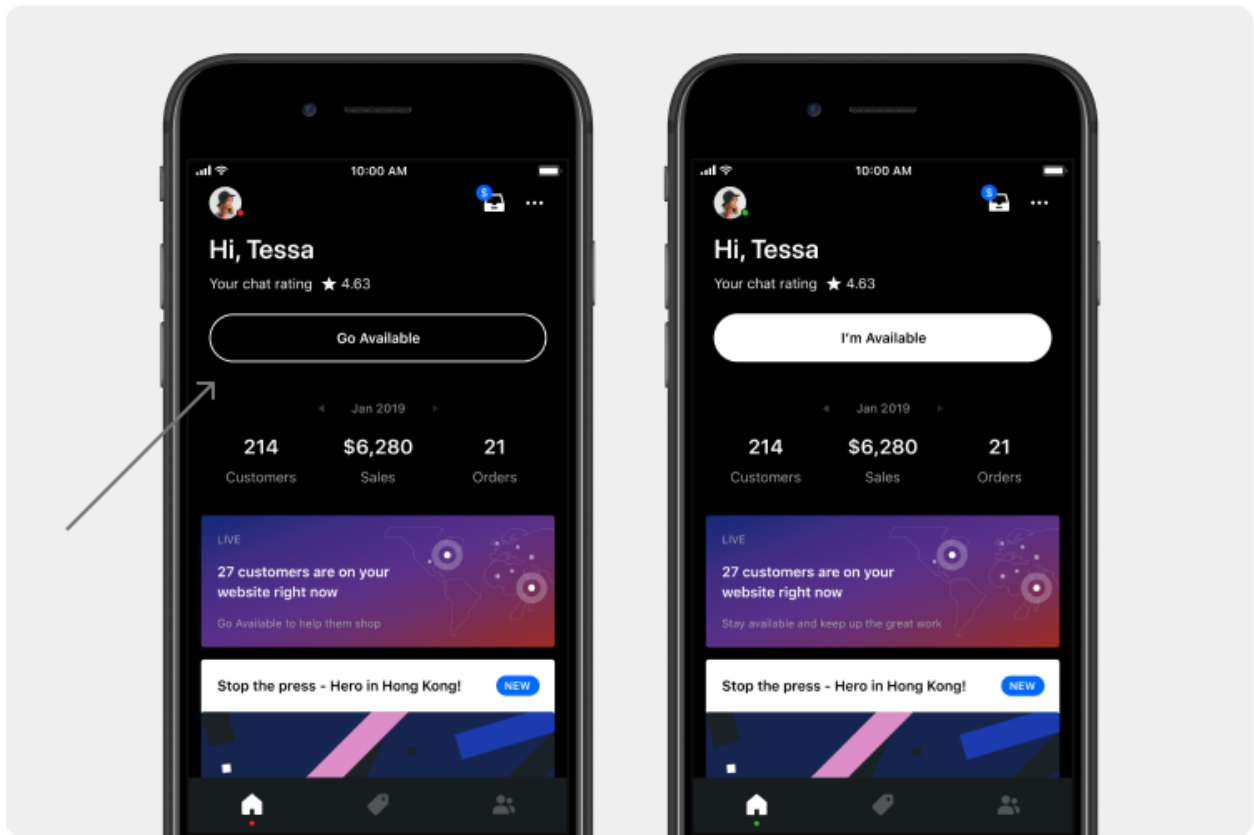 10:00 AM
$
Hi, Tessa
Your chat rating ★ 4.63
Go Available
Jan 2019
214 $6,280 21
Customers Sales Orders
LIVE
27 customers are on your
website right now
Go Available to help them shop
Stop the press - Hero in Hong Kong! NEW
10:00 AM
$
Hi, Tessa
Your chat rating ★ 4.63
I'm Available
Jan 2019
214 $6,280 21
Customers Sales Orders
LIVE
27 customers are on your
website right now
Stay available and keep up the great work
Stop the press - Hero in Hong Kong! NEW